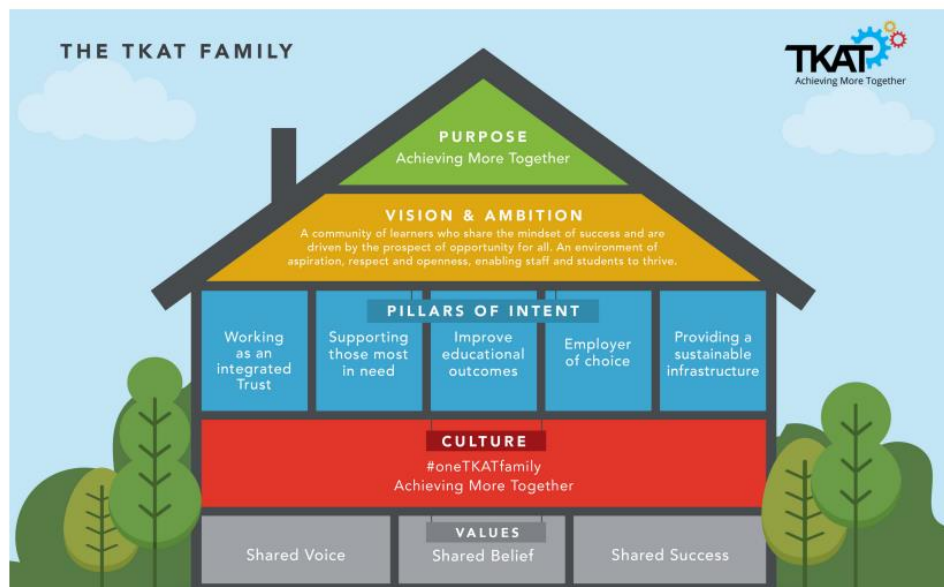 THE TKAT FAMILY
TKAT
Achieving More Together
PURPOSE
Achieving More Together
VISION & AMBITION
A community of learners who share the mindset of success and are
driven by the prospect of opportunity for all. An environment of
aspiration, respect and openness, enabling staff and students to thrive.
PILLARS OF INTENT
Working
as an
integrated
Trust
Supporting
those most
in need
Improve
educational
outcomes
Employer
of choice
Providing a
sustainable
infrastructure
CULTURE
#oneTKATfamily
Achieving More Together
VALUES
Shared Voice
Shared Belief
Shared Success